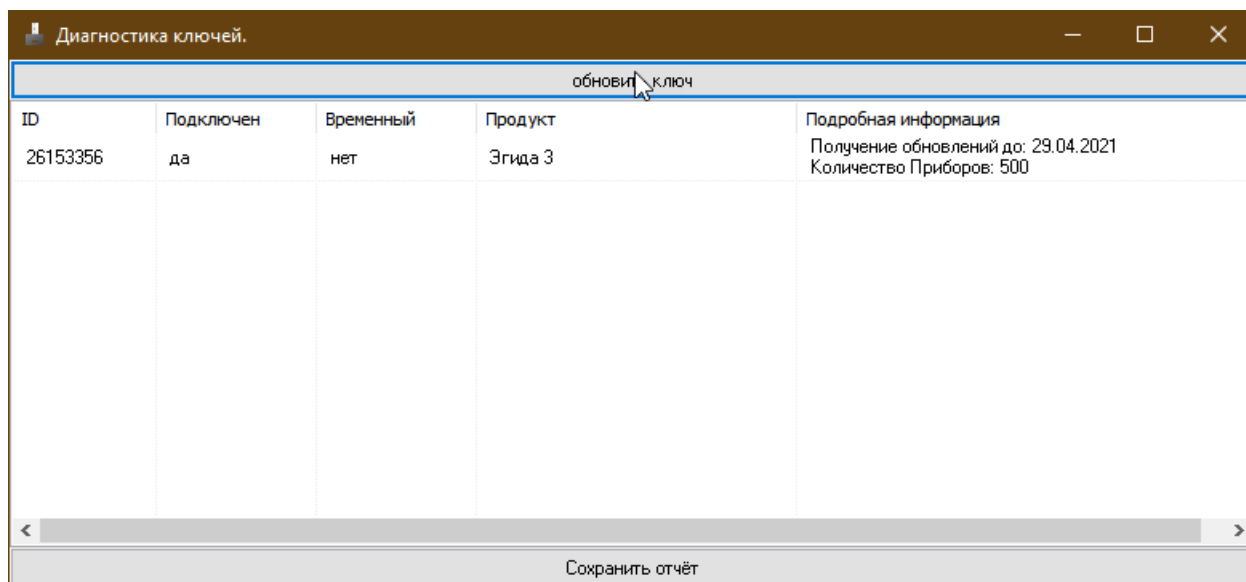 Диагностика ключей.
обновить ключ
ID Подключен Временный Продукт Подробная информация
26153356 да нет Эгида 3 Получение обновлений до: 29.04.2021
Количество Приборов: 500
Сохранить отчёт